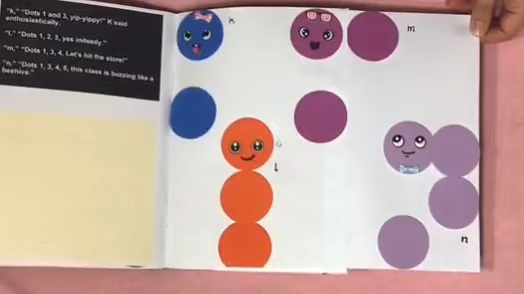 "k," "Dots 1 and 3, yip-yippy!" K said
enthusiastically.
"l," "Dots 1, 2, 3, yes indeedy."
"m," "Dots 1, 3, 4, Let's hit the store!"
"n," "Dots 1, 3, 4, 5, this class is buzzing like a
beehive."
k
m
l
n